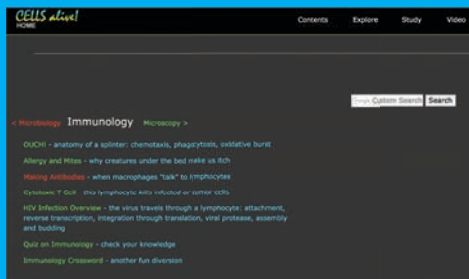 CELLS alive!
HOME
Contents Explore Study Video
Custom Search Search
< Microbiology Immunology Microscopy >
OUCH! - anatomy of a splinter: chemotaxis, phagcytosis, oxidative burst
Allergy and Mites - why creatures under the bed make us itch
Making Antibodies - when macrophages "talk" to lymphocytes
Cytotoxic T Cell - this lymphocyte kills infected or tumor cells
HIV Infection Overview - the virus travels through a lymphocyte: attachment,
reverse transcription, integration through translation, viral protease, assembly
and budding
Quiz on Immunology - check your knowledge
Immunology Crossword - another fun diversion